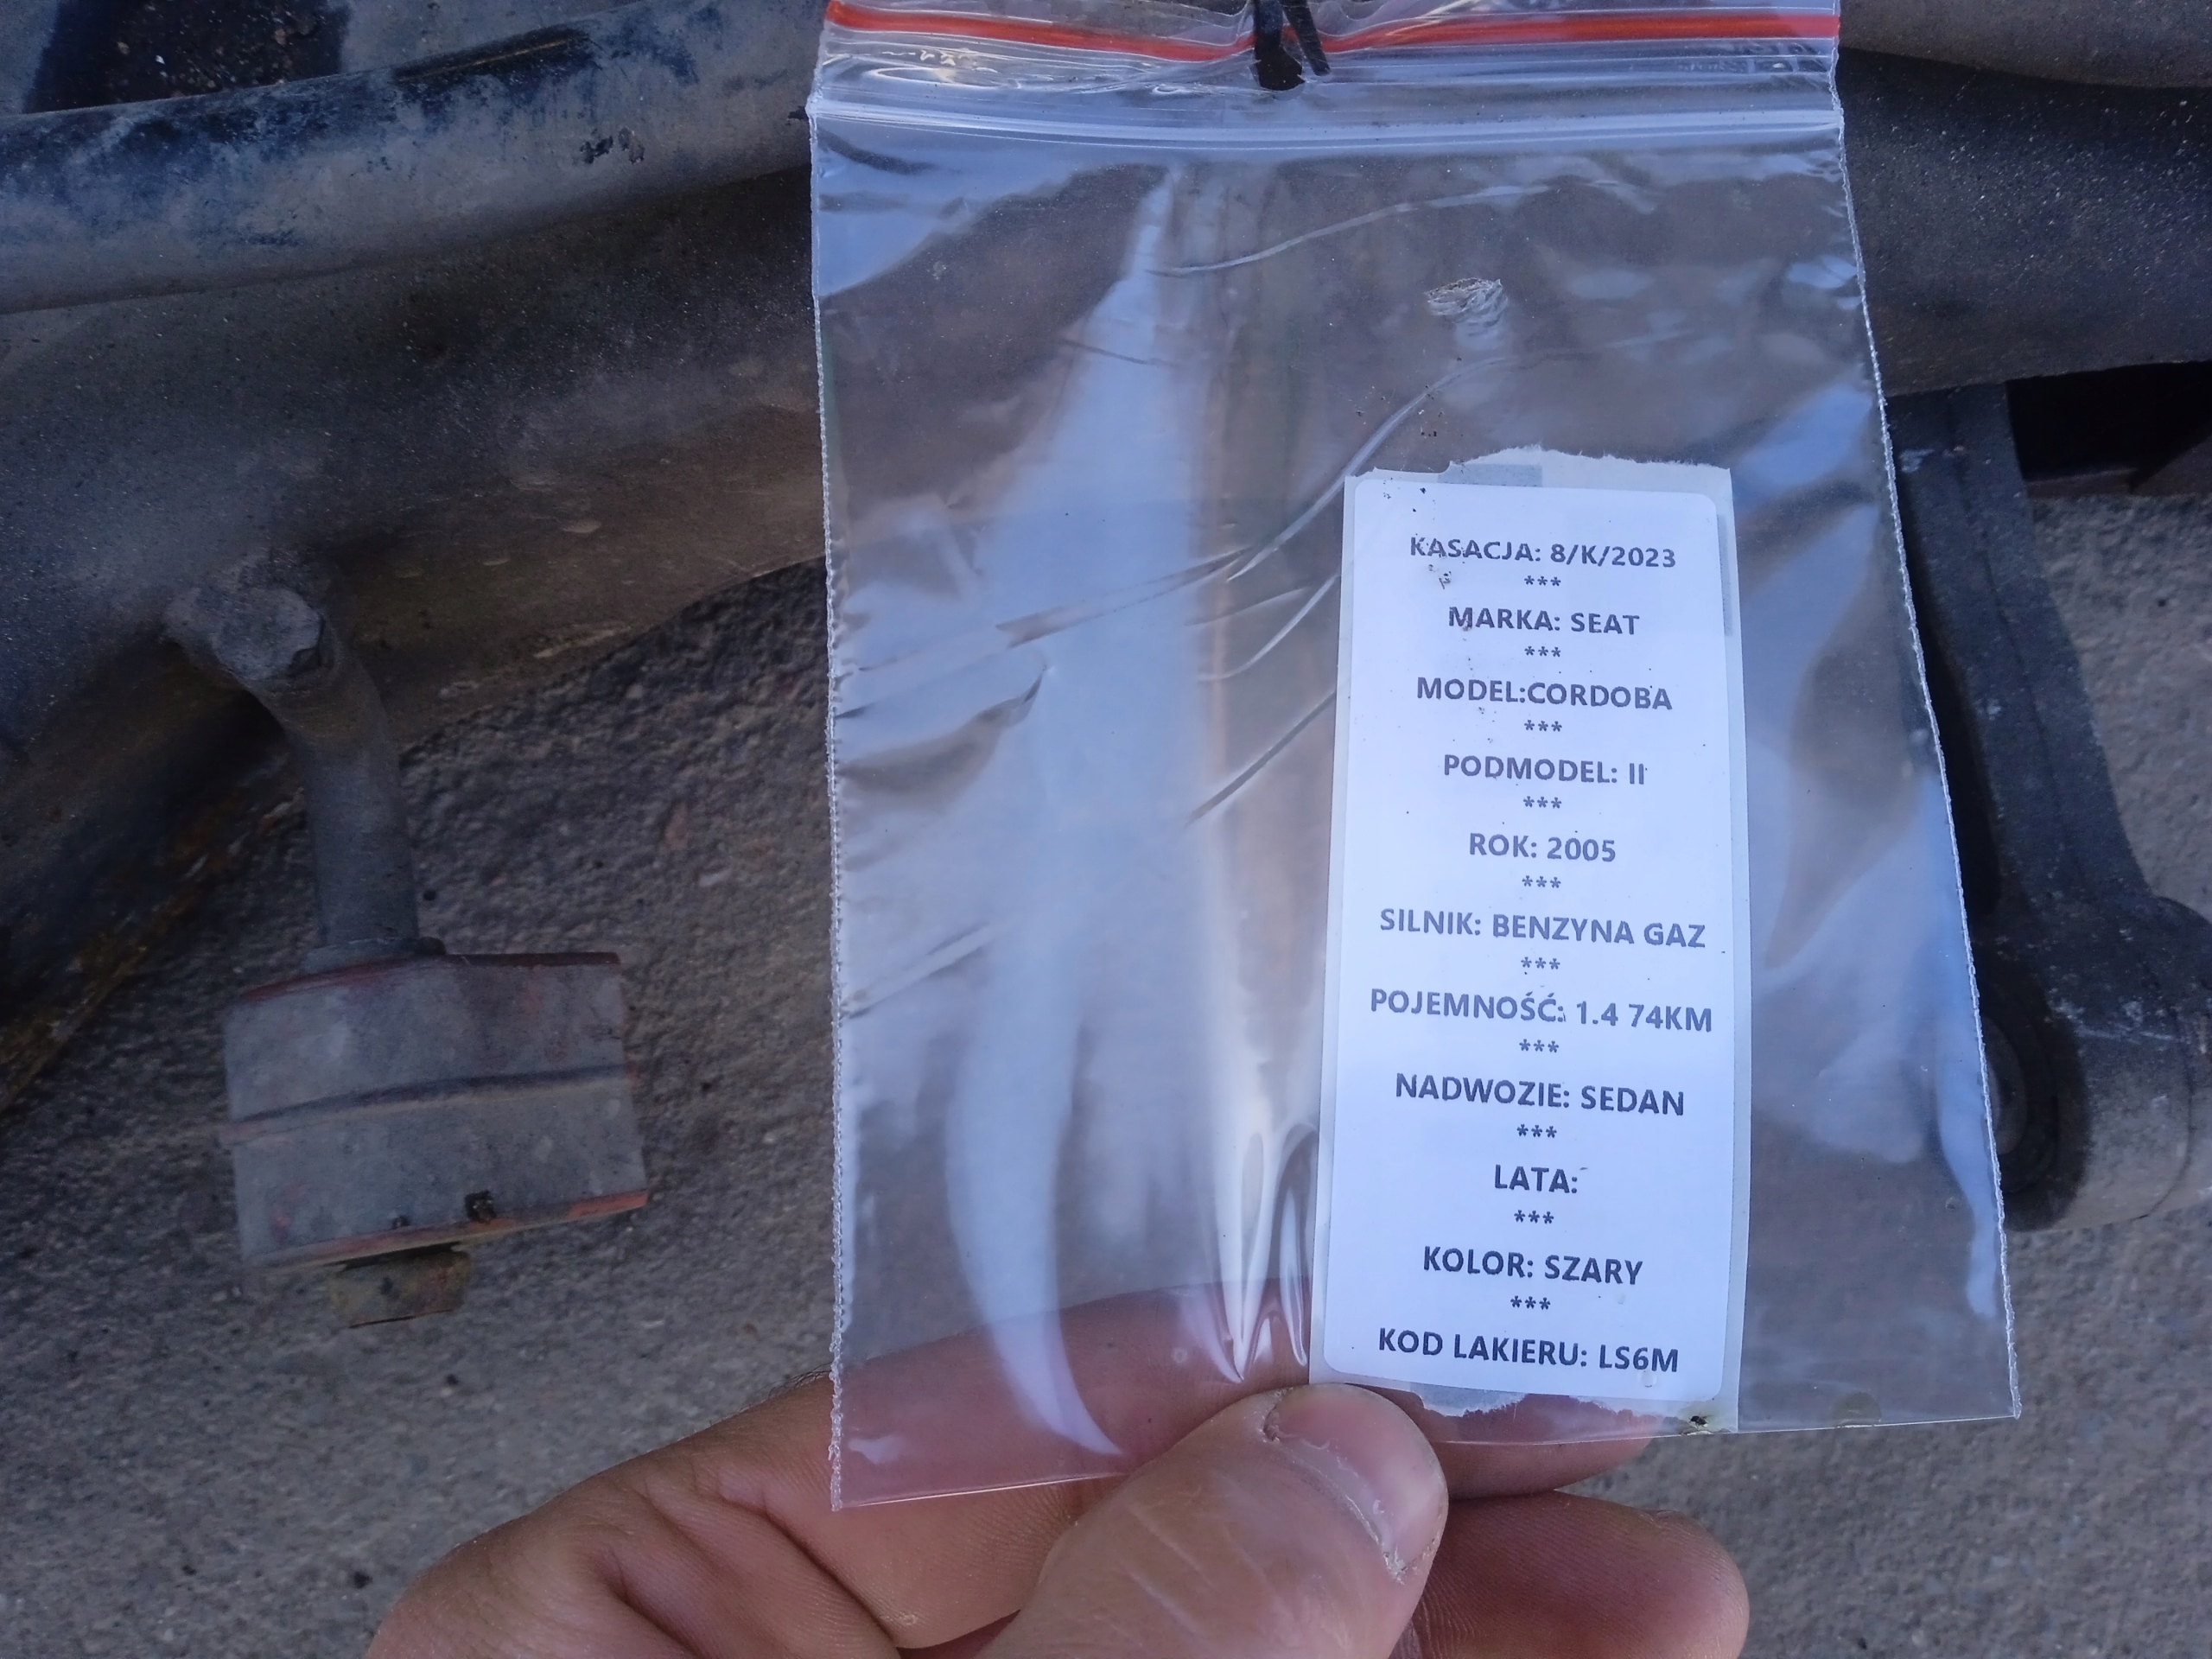 KASACJA: 8/K/2023
***
MARKA: SEAT
***
MODEL:CORDOBA
***
PODMODEL: II
***
ROK: 2005
***
SILNIK: BENZYNA GAZ
***
POJEMNOŚĆ: 1.4 74KM
***
NADWOZIE: SEDAN
***
LATA:
***
KOLOR: SZARY
***
KOD LAKIERU: LS6M